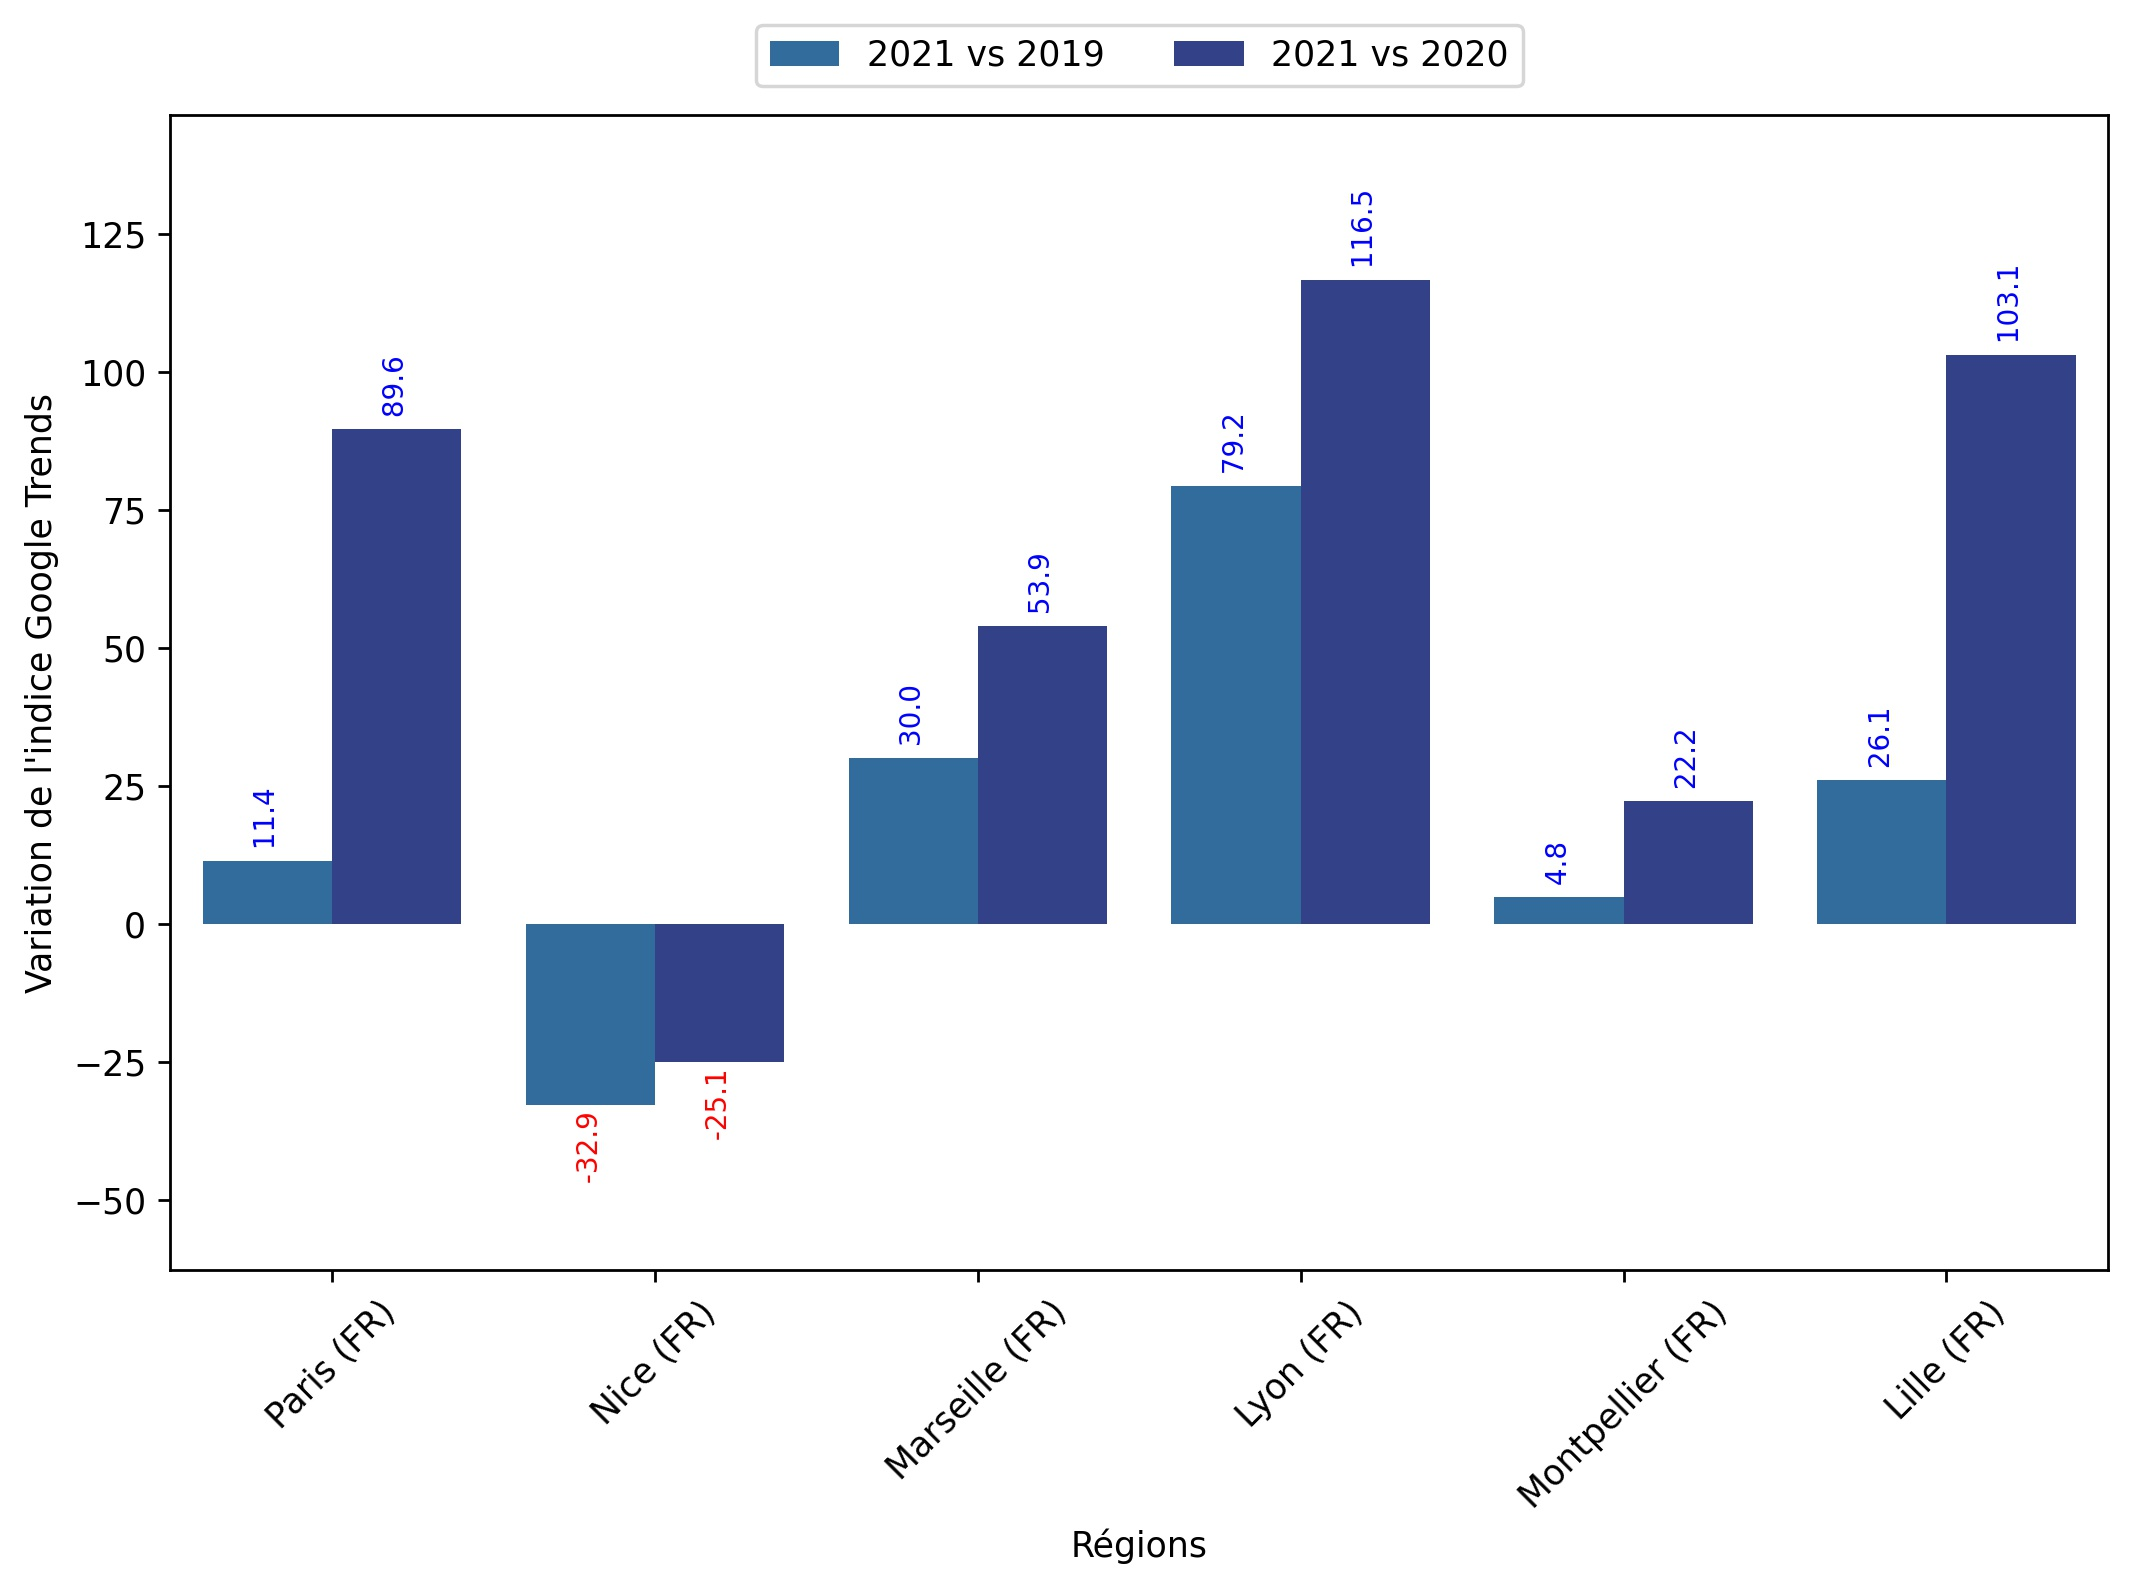 2021 vs 2019 2021 vs 2020
Variation de l'indice Google Trends
125
100
75
50
25
0
−25
−50
11.4
89.6
-32.9
-25.1
30.0
53.9
79.2
116.5
4.8
22.2
26.1
103.1
Paris (FR)
Nice (FR)
Marseille (FR)
Lyon (FR)
Montpellier (FR)
Lille (FR)
Régions